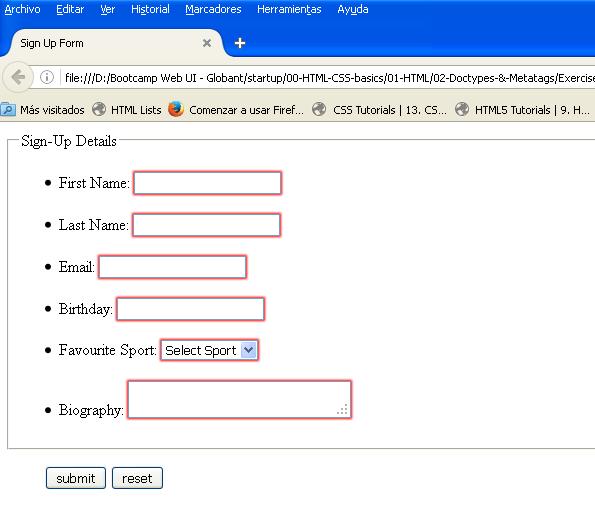 Archivo Editar Ver Historial Marcadores Herramientas Ayuda
Sign Up Form
file:///D:/Bootcamp Web UI - Globant/startup/00-HTML-CSS-basics/01-HTML/02-Doctypes-&-Metatags/Exercise
Más visitados HTML Lists Comenzar a usar Firef... CSS Tutorials | 13. CS... HTML5 Tutorials | 9. H...
Sign-Up Details
First Name:
Last Name:
Email:
Birthday:
Favourite Sport: Select Sport
Biography:
submit reset